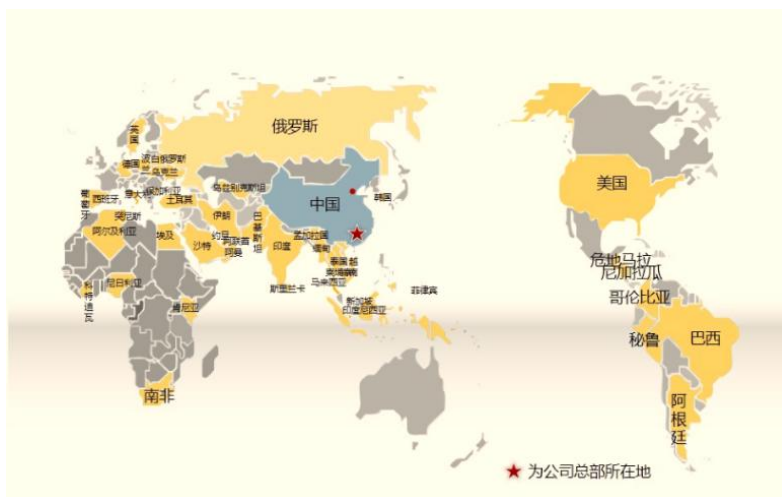 俄罗斯
英国
德国
波兰
白俄罗斯
乌克兰
葡萄牙
西班牙
意大利
保加利亚
土耳其
乌兹别克斯坦
中国
韩国
美国
突尼斯
阿尔及利亚
埃及
约旦
伊朗
沙特
阿联酋
阿曼
巴基斯坦
印度
孟加拉国
缅甸
泰国
越南
柬埔寨
马来西亚
斯里兰卡
菲律宾
新加坡
印度尼西亚
科特迪瓦
尼日利亚
肯尼亚
南非
危地马拉
尼加拉瓜
哥伦比亚
秘鲁
巴西
阿根廷
为公司总部所在地